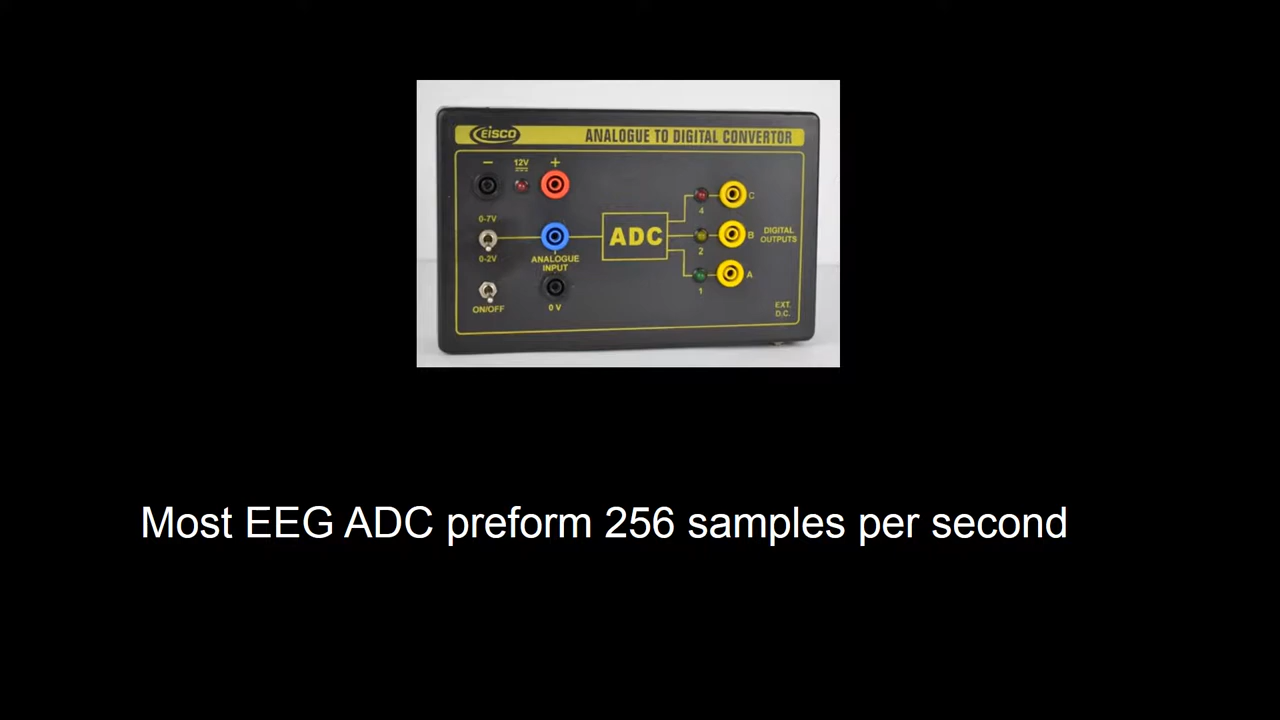 EISCO ANALOGUE TO DIGITAL CONVERTOR
− 12V +
0-7V
0-2V
ANALOGUE
INPUT
ON/OFF
0 V
ADC
4 C
2 B
1 A
DIGITAL
OUTPUTS
EXT.
D.C.
Most EEG ADC preform 256 samples per second